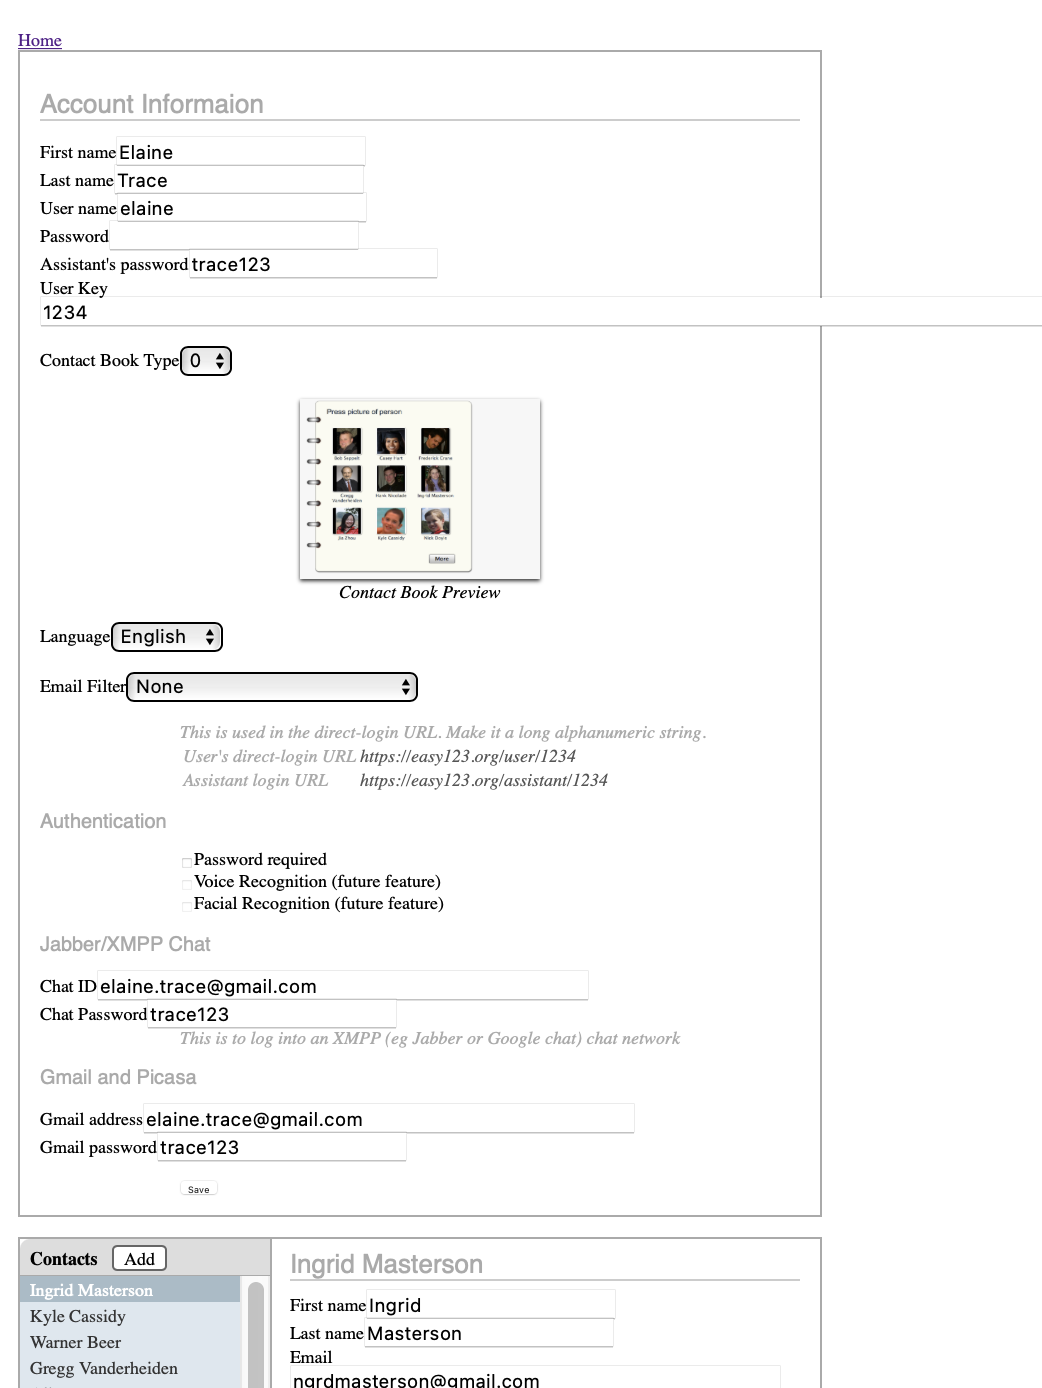 Home
Account Informaion
First name Elaine
Last name Trace
User name elaine
Password
Assistant's password trace123
User Key
1234
Contact Book Type 0
Press picture of person
Bob Seppelt Casey Hart Frederick Crane
Gregg Vanderheiden Hank Nicolade Ingrid Masterson
Jia Zhou Kyle Cassidy Nick
More
Contact Book Preview
Language English
Email Filter None
This is used in the direct-login URL. Make it a long alphanumeric string.
User's direct-login URL https://easy123.org/user/1234
Assistant login URL https://easy123.org/assistant/1234
Authentication
Password required
Voice Recognition (future feature)
Facial Recognition (future feature)
Jabber/XMPP Chat
Chat ID elaine.trace@gmail.com
Chat Password trace123
This is to log into an XMPP (eg Jabber or Google chat) chat network
Gmail and Picasa
Gmail address elaine.trace@gmail.com
Gmail password trace123
Save
Contacts Add
Ingrid Masterson
Kyle Cassidy
Warner Beer
Gregg Vanderheiden
Ingrid Masterson
First name Ingrid
Last name Masterson
Email
ngrdmasterson@gmail.com